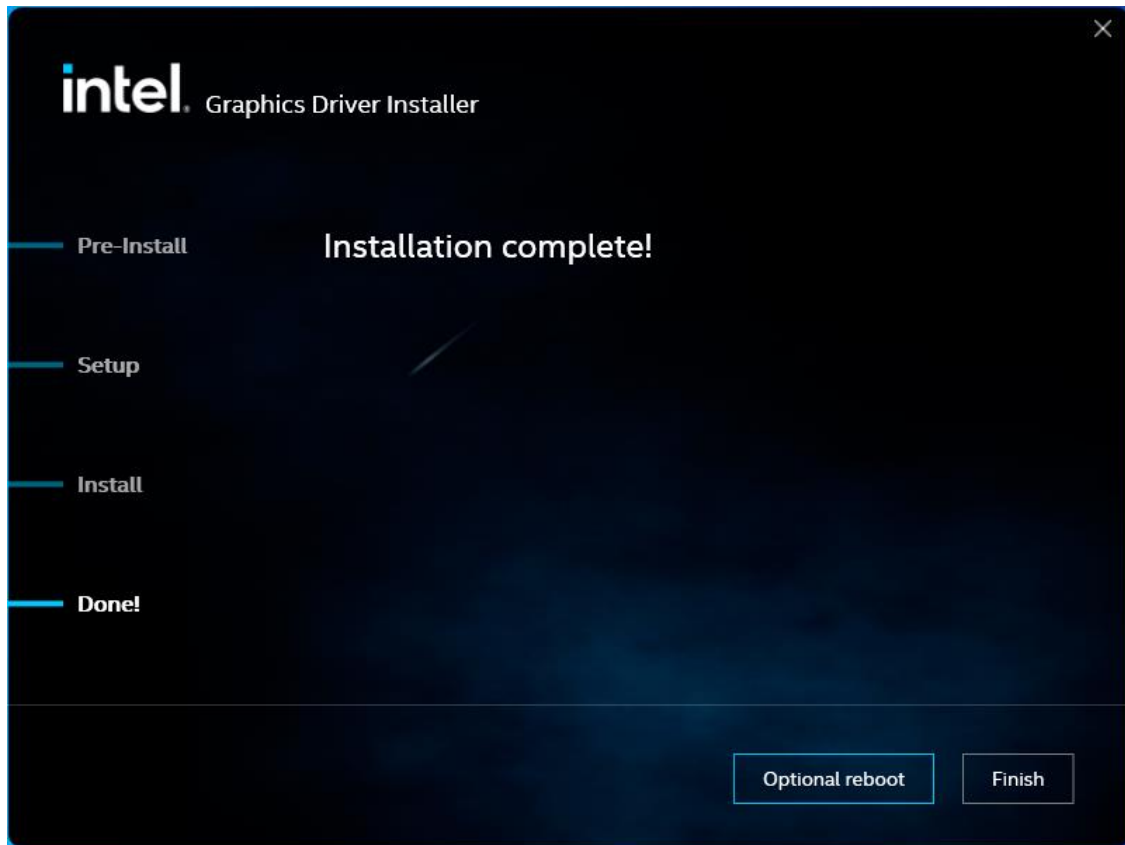 intel. Graphics Driver Installer
Pre-Install
Installation complete!
Setup
Install
Done!
Optional reboot
Finish